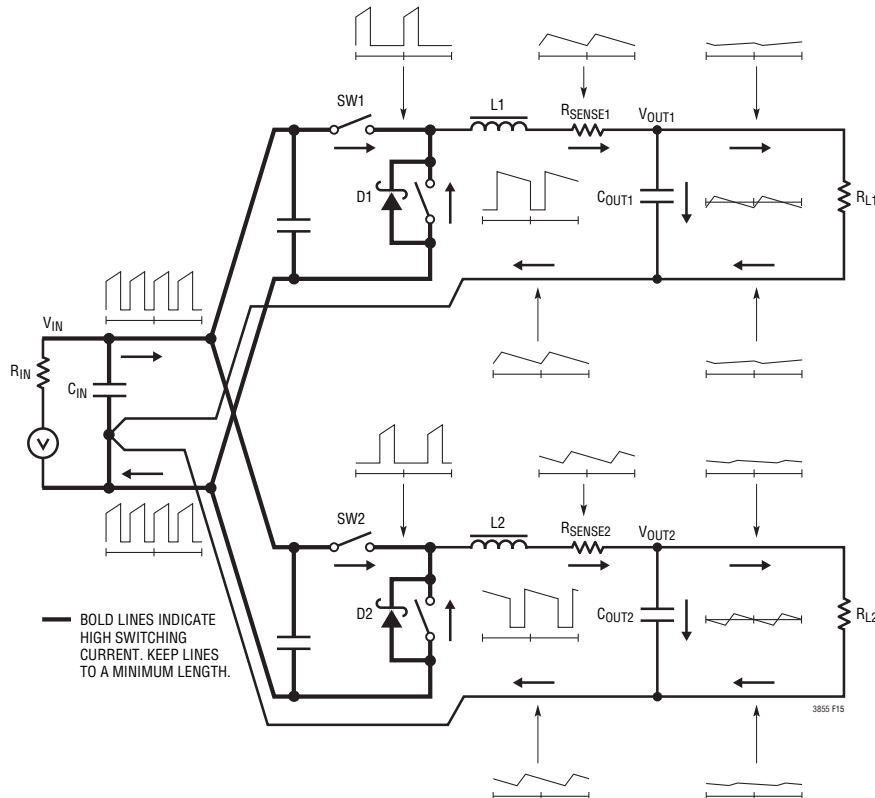 SW1
L1
RSENSE1
VOUT1
D1
COUT1
RL1
VIN
RIN
CIN
V
SW2
L2
RSENSE2
VOUT2
D2
COUT2
RL2
BOLD LINES INDICATE
HIGH SWITCHING
CURRENT. KEEP LINES
TO A MINIMUM LENGTH.
3855 F15